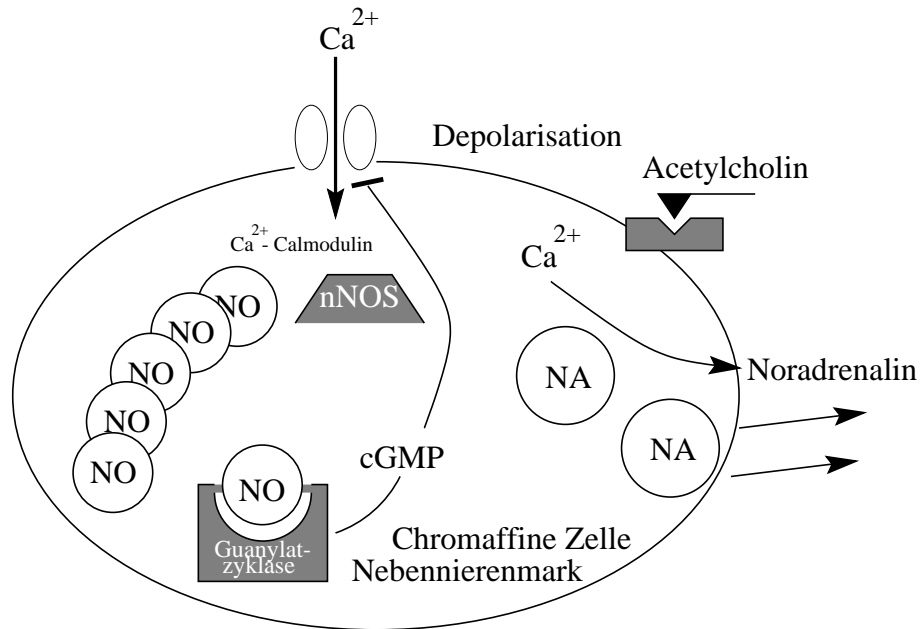 Ca2+
Depolarisation
Acetylcholin
Ca2+- Calmodulin
Ca2+
NO
nNOS
NO
NO
NO
NO
NA
Noradrenalin
NA
cGMP
NO
Guanylat-
zyklase
Chromaffine Zelle
Nebennierenmark